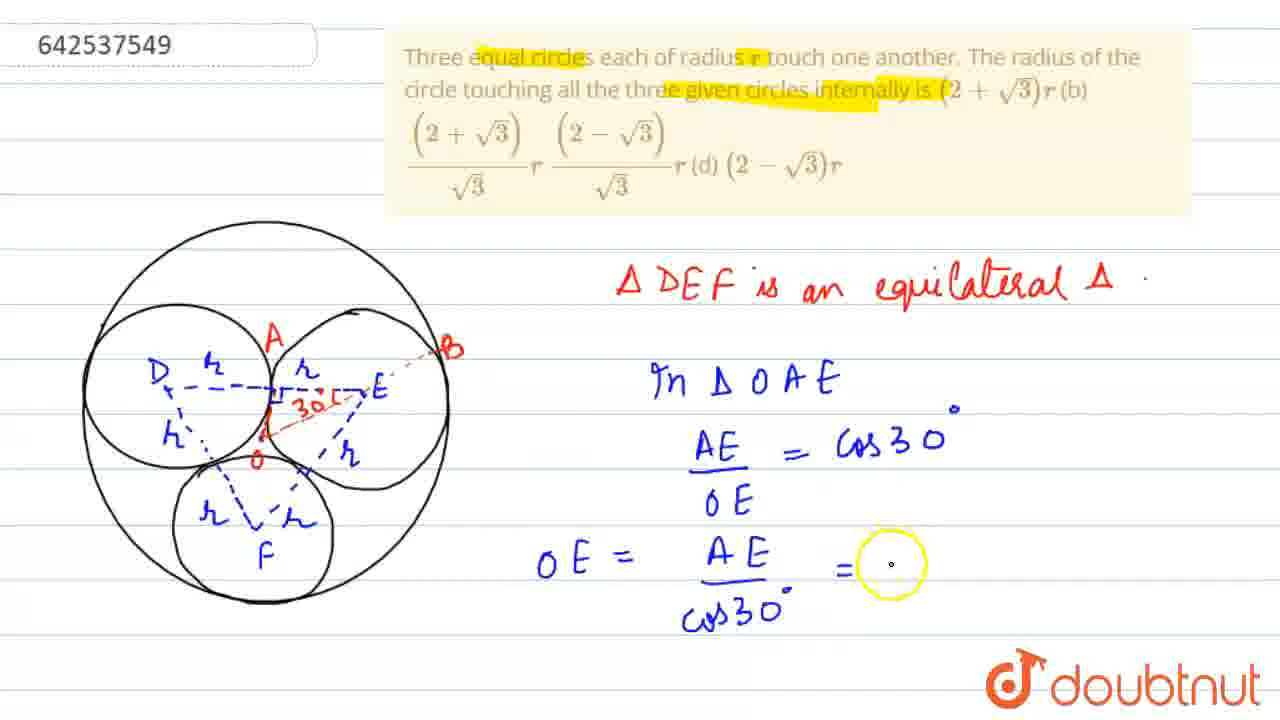 642537549
Three equal circles each of radius r touch one another. The radius of the
circle touching all the three given circles internally is (2 + √3)r (b)
(2 + √3)/√3 r (2 − √3)/√3 r (d) (2 − √3)r
Δ DEF is an equilateral Δ .
In Δ OAE
AE/OE = cos30°
OE = AE/cos30° =
A
B
D
r
r
E
30°
r
r
O
r
r
F
doubtnut